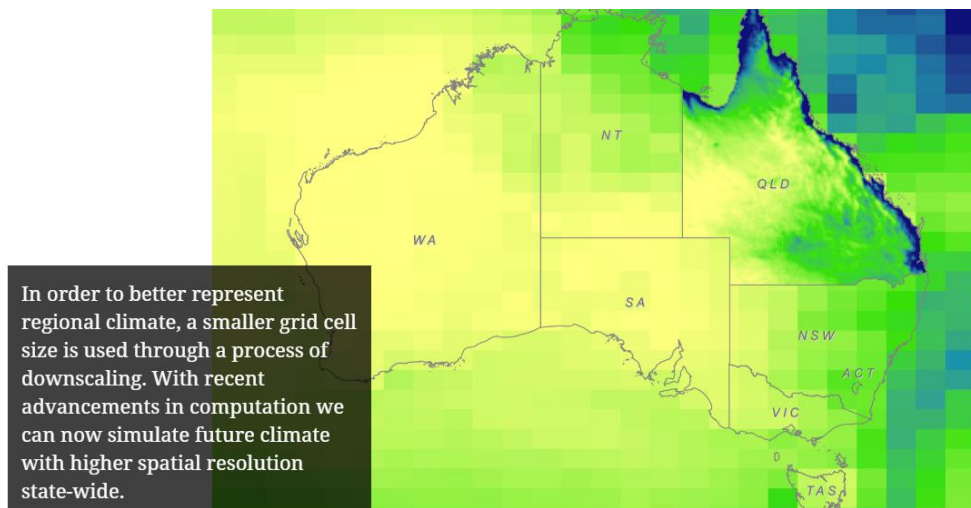 NT
QLD
WA
SA
NSW
ACT
VIC
TAS
In order to better represent
regional climate, a smaller grid cell
size is used through a process of
downscaling. With recent
advancements in computation we
can now simulate future climate
with higher spatial resolution
state-wide.